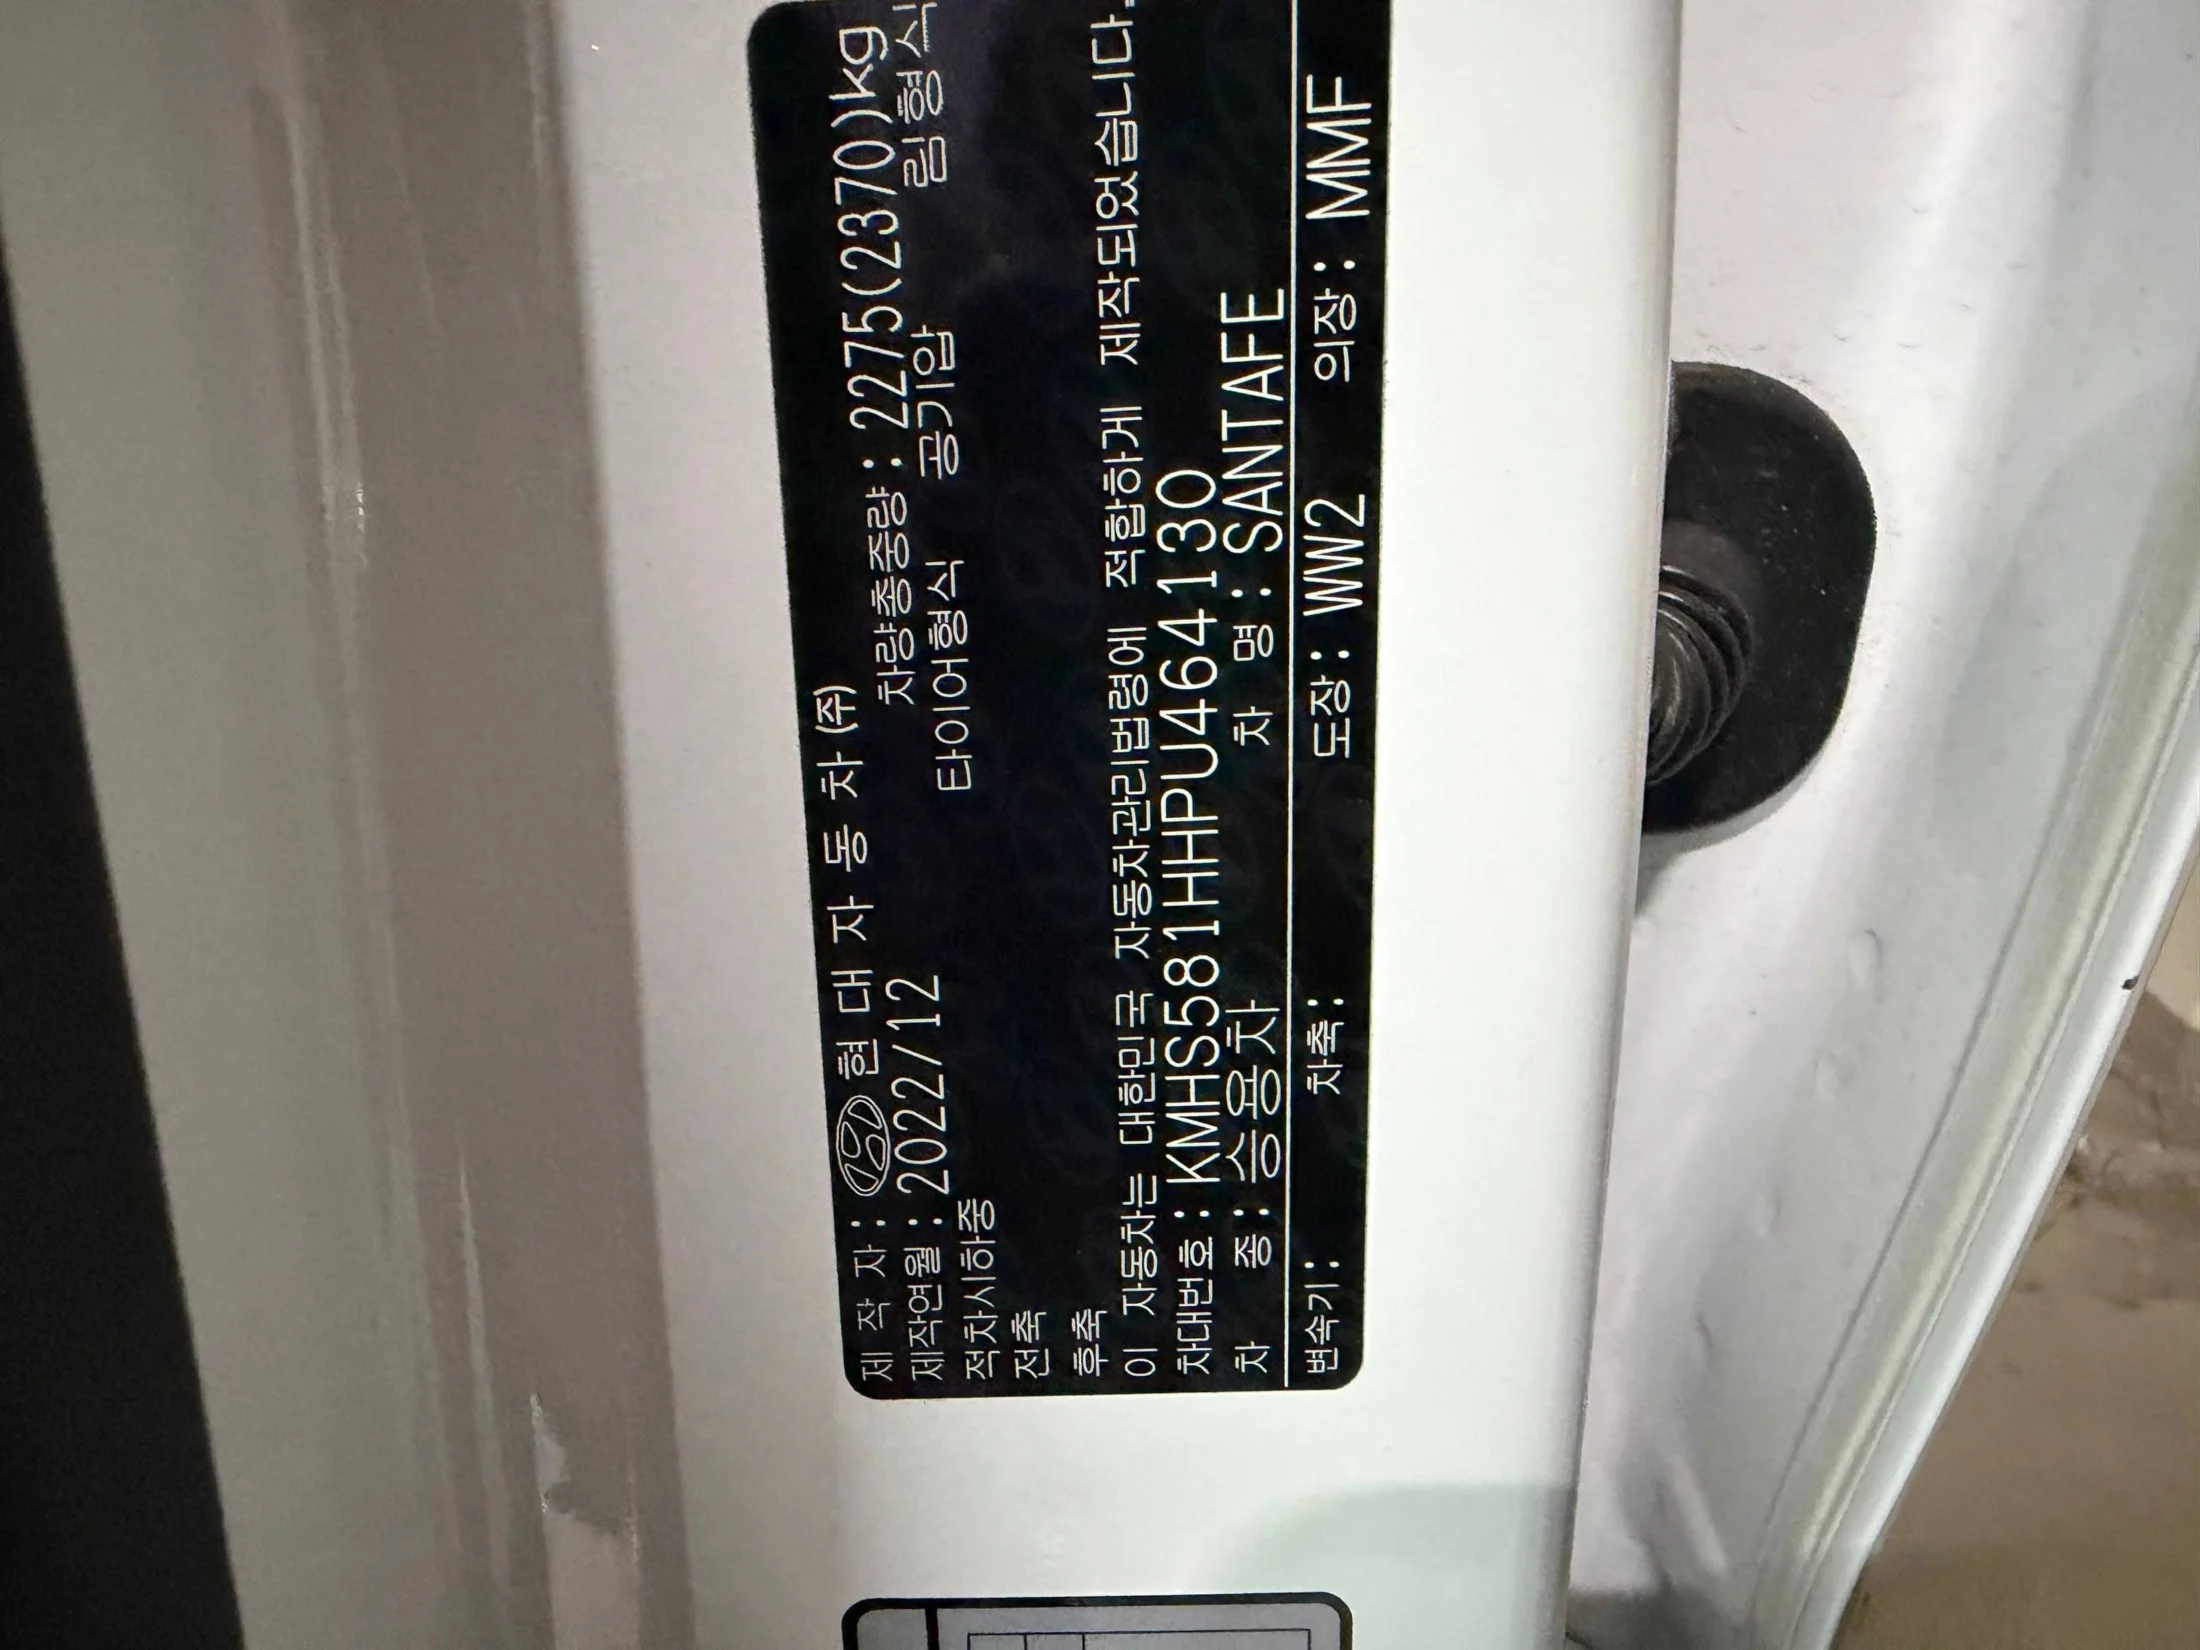 제 작 자 : 현 대 자 동 차 (주)
제작연월 : 2022/12 차량총중량 : 2275(2370)kg
적차시하중 타이어형식 공기압 림형식
전축
후축
이 자동차는 대한민국 자동차관리법령에 적합하게 제작되었습니다.
차대번호 : KMHS581HHPU464130
차 종 : 승용차 차 명 : SANTAFE
변속기 : 차축 : 도장 : WW2 의장 : MMF